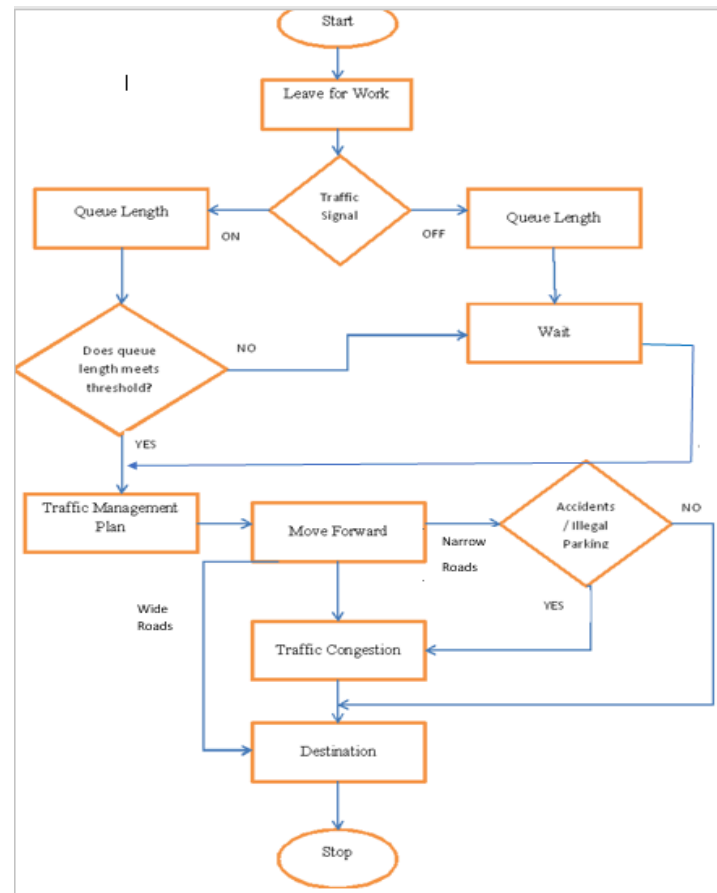 Start
Leave for Work
Traffic
Signal
Queue Length
ON
OFF
Queue Length
Wait
Does queue
length meets
threshold?
NO
YES
Traffic Management
Plan
Move Forward
Narrow
Roads
Accidents
/ Illegal
Parking
NO
YES
Wide
Roads
Traffic Congestion
Destination
Stop